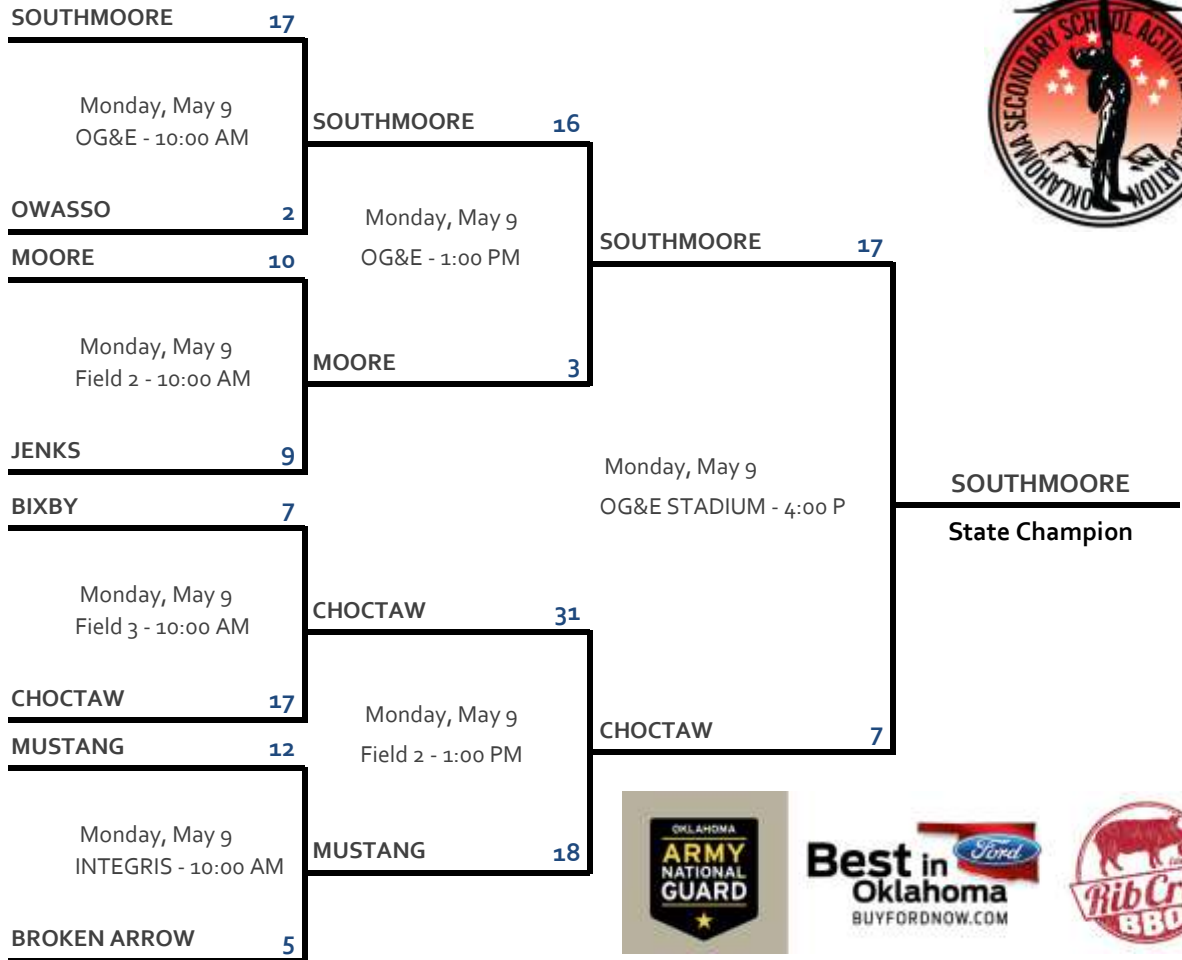 SOUTHMOORE 17
Monday, May 9
OG&E - 10:00 AM
OWASSO 2
MOORE 10
Monday, May 9
Field 2 - 10:00 AM
JENKS 9
BIXBY 7
Monday, May 9
Field 3 - 10:00 AM
CHOCTAW 17
MUSTANG 12
Monday, May 9
INTEGRIS - 10:00 AM
BROKEN ARROW 5
SOUTHMOORE 16
Monday, May 9
OG&E - 1:00 PM
MOORE 3
CHOCTAW 31
Monday, May 9
Field 2 - 1:00 PM
MUSTANG 18
SOUTHMOORE 17
Monday, May 9
OG&E STADIUM - 4:00 P
CHOCTAW 7
SOUTHMOORE
State Champion
OKLAHOMA SECONDARY
OKLAHOMA
ARMY
NATIONAL
GUARD
Best in
Ford
Oklahoma
BUYFORDNOW.COM
Rib
BBQ